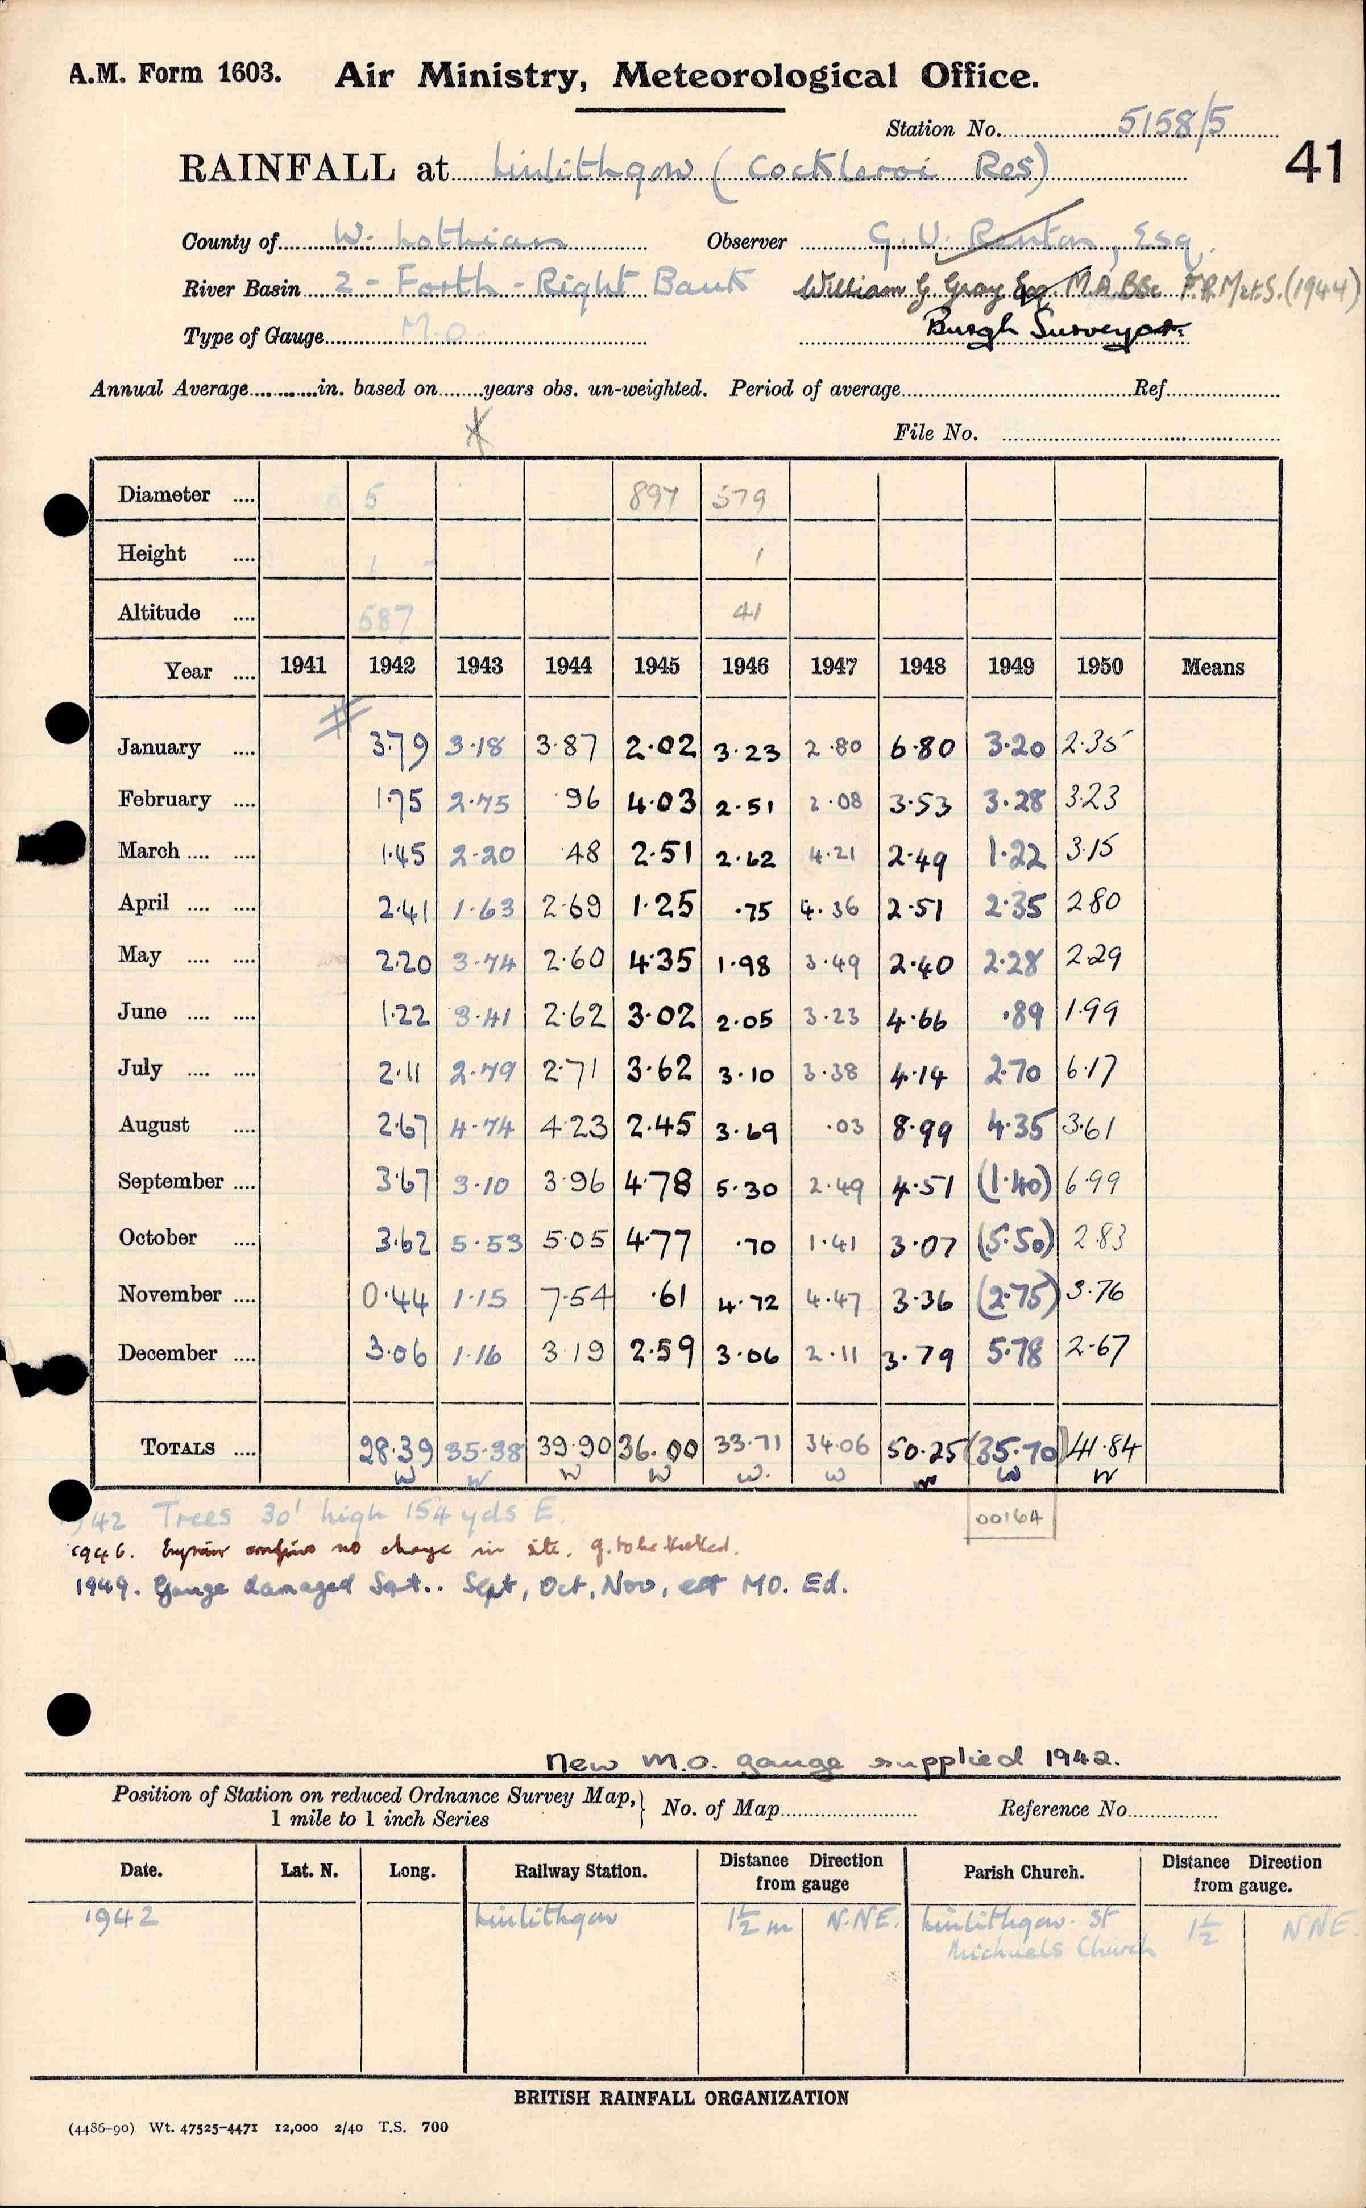 A.M. Form 1603. Air Ministry, Meteorological Office.
Station No. 5158/5
RAINFALL at Linlithgow (Cockleroi Res) 41
County of W. Lothian Observer G. V. Renton, Esq.
River Basin 2 - Forth - Right Bank William G Gray Esq. M.A. BSc F.R.Met.S. (1944)
Type of Gauge M.O. Burgh Surveyor.
Annual Average in. based on years obs. un-weighted. Period of average Ref
File No.
Diameter 5 897 579
Height 1 1
Altitude 587 41
Year 1941 1942 1943 1944 1945 1946 1947 1948 1949 1950 Means
January 3.79 3.18 3.87 2.02 3.23 2.80 6.80 3.20 2.35
February 1.75 2.75 .96 4.03 2.51 2.08 3.53 3.28 3.23
March 1.45 2.20 .48 2.51 2.62 4.21 2.49 1.22 3.15
April 2.41 1.63 2.69 1.25 .75 4.36 2.51 2.35 2.80
May 2.20 3.74 2.60 4.35 1.98 3.49 2.40 2.28 2.29
June 1.22 3.41 2.62 3.02 2.05 3.23 4.66 .89 1.99
July 2.11 2.79 2.71 3.62 3.10 3.38 4.14 2.70 6.17
August 2.67 4.74 4.23 2.45 3.69 .03 8.99 4.35 3.61
September 3.67 3.10 3.96 4.78 5.30 2.49 4.51 (1.40) 6.99
October 3.62 5.53 5.05 4.77 .70 1.41 3.07 (5.50) 2.83
November 0.44 1.15 7.54 .61 4.72 4.47 3.36 (2.75) 3.76
December 3.06 1.16 3.19 2.59 3.06 2.11 3.79 5.78 2.67
TOTALS 28.39 35.38 39.90 36.00 33.71 34.06 50.25 (35.70) 41.84
W W W W W W W W W
00164
1942 Trees 30' high 154 yds E.
1946. Enquiry confirms no change in site. g. to be tested.
1949. Gauge damaged Sept.. Sept, Oct, Nov, est MO. Ed.
New M.O. gauge supplied 1942.
Position of Station on reduced Ordnance Survey Map, 1 mile to 1 inch Series No. of Map Reference No.
Date. Lat. N. Long. Railway Station. Distance Direction from gauge Parish Church. Distance Direction from gauge.
1942 Linlithgow 1½ m N.NE. Linlithgow. St Michaels Church 1½ NNE.
BRITISH RAINFALL ORGANIZATION
(4486-90) Wt. 47525-4471 12,000 2/40 T.S. 700